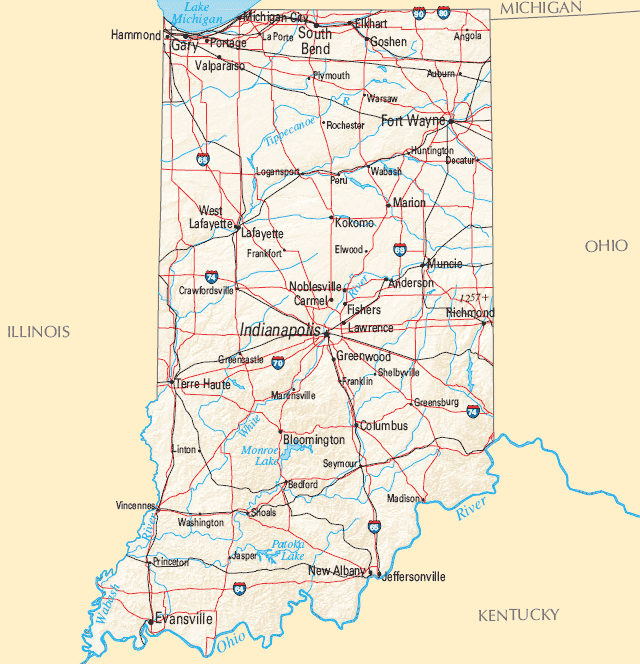 MICHIGAN
Lake
Michigan
Michigan City
Elkhart
90
80
Hammond
Gary
Portage
La Porte
South
Bend
Goshen
Angola
Valparaiso
Plymouth
Auburn
R
Warsaw
Tippecanoe
Rochester
Fort Wayne
65
Huntington
Decatur
Logansport
Peru
Wabash
West
Lafayette
Lafayette
Marion
Kokomo
OHIO
Frankfort
Elwood
69
Muncie
74
Crawfordsville
Noblesville
Carmel
River
Anderson
1257+
Richmond
Fishers
ILLINOIS
Indianapolis
Lawrence
Greencastle
70
Greenwood
Shelbyville
Terre Haute
Franklin
Martinsville
Greensburg
74
White
Columbus
Bloomington
Linton
Monroe
Lake
Seymour
Bedford
Madison
River
Vincennes
Washington
Shoals
River
65
Patoka
Lake
Jasper
Princeton
New Albany
Jeffersonville
64
Wabash
Evansville
Ohio
KENTUCKY